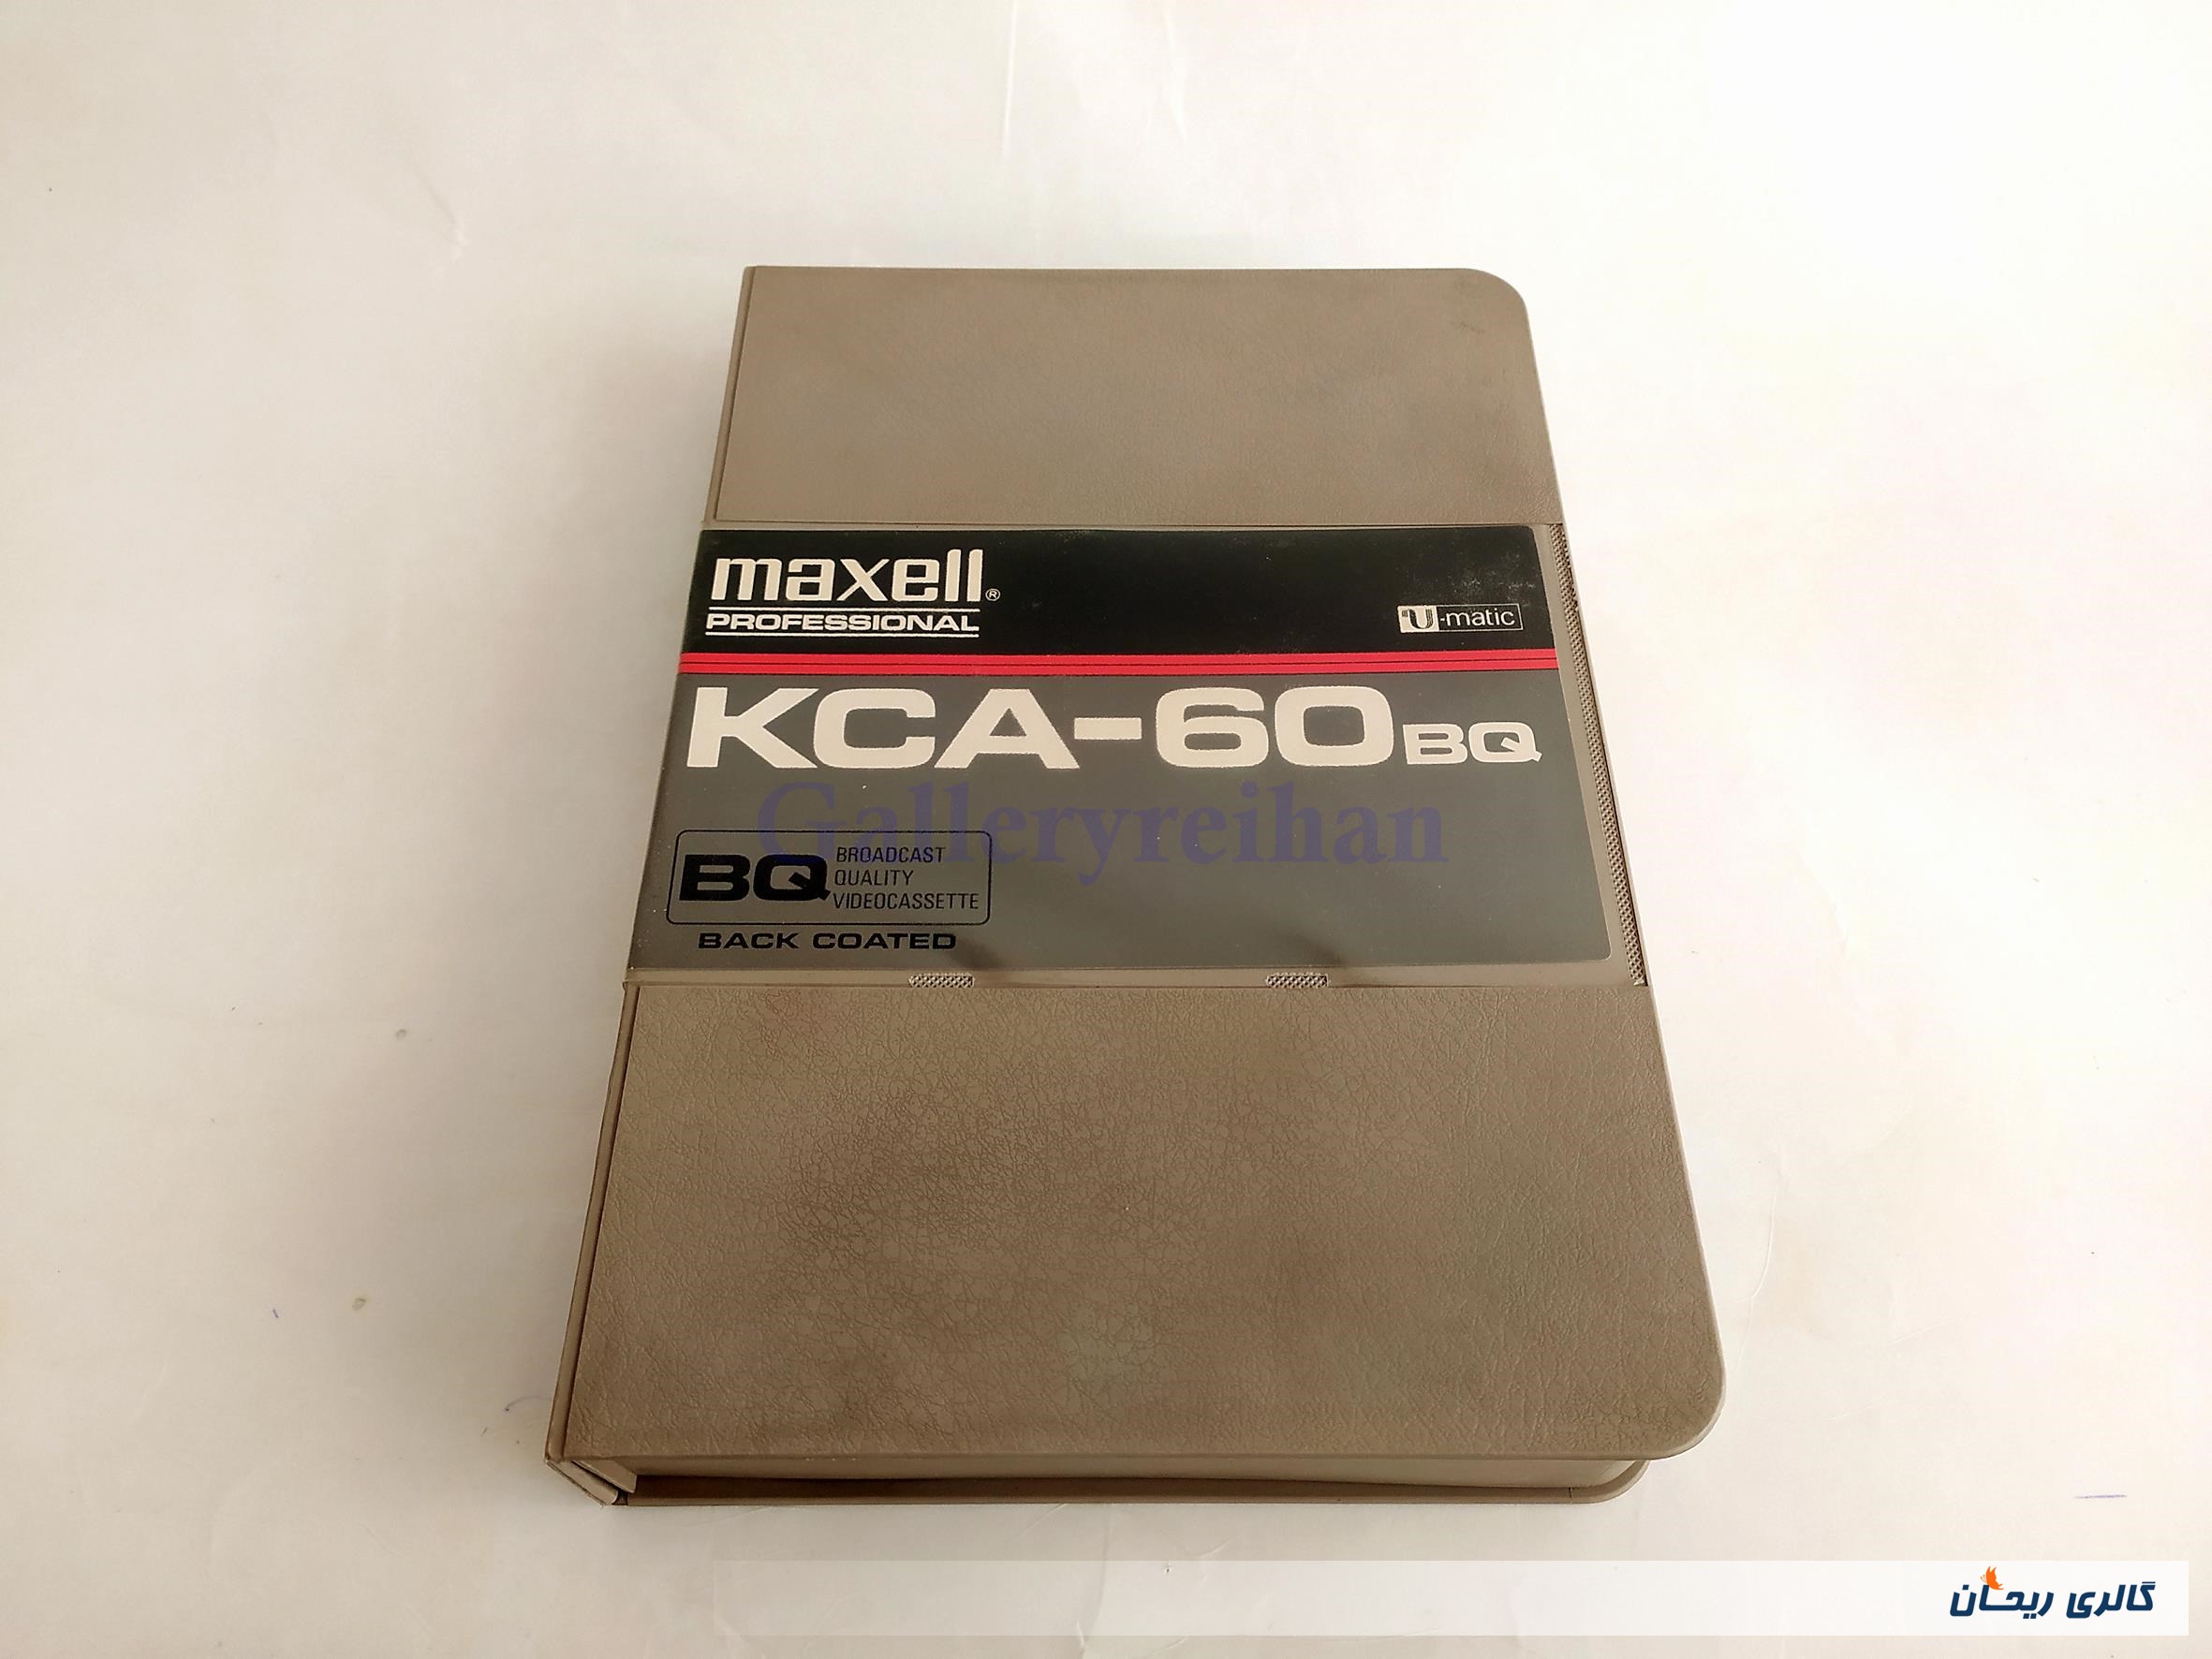 maxell®
PROFESSIONAL
U-matic
KCA-60BQ
Galleryreihan
BQ BROADCAST
QUALITY
VIDEOCASSETTE
BACK COATED
گالری ریحان